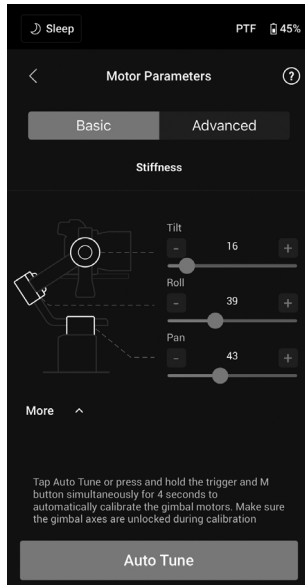 Sleep PTF 45%
Motor Parameters ?
Basic Advanced
Stiffness
Tilt
- 16 +
Roll
- 39 +
Pan
- 43 +
More
Tap Auto Tune or press and hold the trigger and M
button simultaneously for 4 seconds to
automatically calibrate the gimbal motors. Make sure
the gimbal axes are unlocked during calibration
Auto Tune